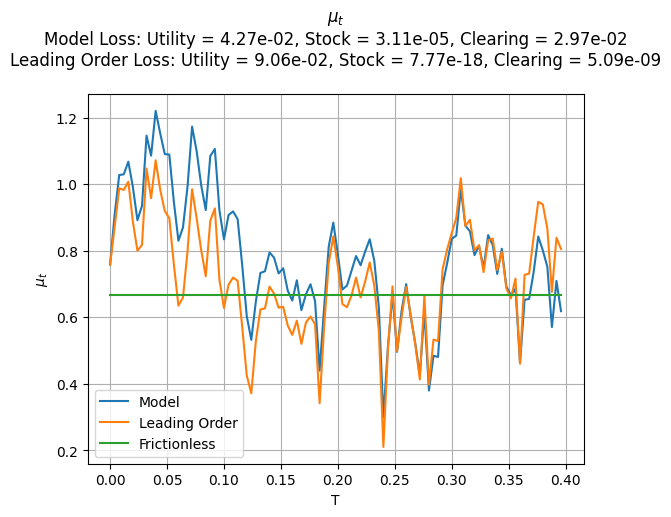 μt
Model Loss: Utility = 4.27e-02, Stock = 3.11e-05, Clearing = 2.97e-02
Leading Order Loss: Utility = 9.06e-02, Stock = 7.77e-18, Clearing = 5.09e-09
1.2
1.0
0.8
0.6
0.4
0.2
μt
Model
Leading Order
Frictionless
0.00 0.05 0.10 0.15 0.20 0.25 0.30 0.35 0.40
T